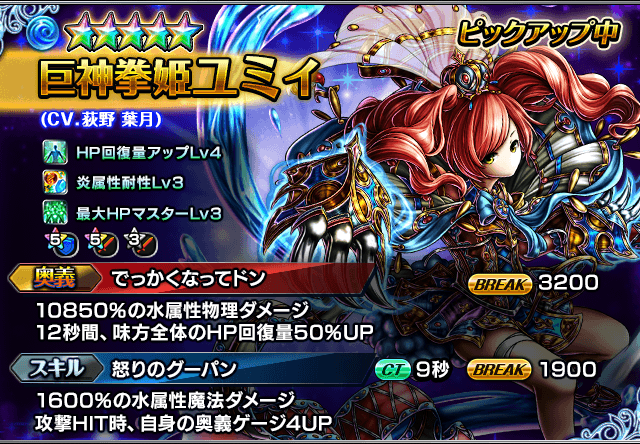 ピックアップ中
巨神拳姫ユミィ
(CV.荻野 葉月)
HP回復量アップLv4
炎属性耐性Lv3
最大HPマスターLv3
5 5 3
奥義 でっかくなってドン BREAK 3200
10850%の水属性物理ダメージ
12秒間、味方全体のHP回復量50%UP
スキル 怒りのグーパン CT 9秒 BREAK 1900
1600%の水属性魔法ダメージ
攻撃HIT時、自身の奥義ゲージ4UP